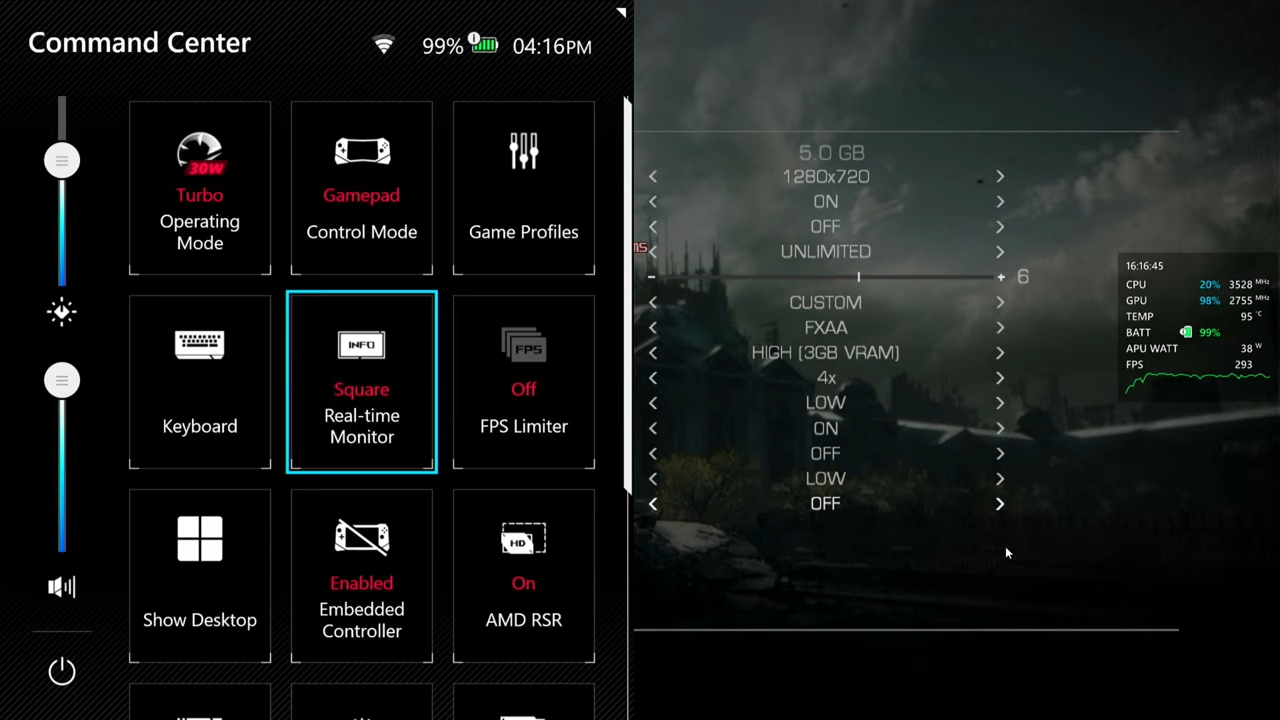 Command Center
99%
04:16PM
30W
Turbo
Operating
Mode
Gamepad
Control Mode
Game Profiles
Keyboard
INFO
Square
Real-time
Monitor
FPS
Off
FPS Limiter
Show Desktop
Enabled
Embedded
Controller
HD
On
AMD RSR
5.0 GB
1280x720
ON
OFF
UNLIMITED
- + 6
CUSTOM
FXAA
HIGH (3GB VRAM)
4x
LOW
ON
OFF
LOW
OFF
16:16:45
CPU 20% 3528 MHz
GPU 98% 2755 MHz
TEMP 95 °C
BATT 99%
APU WATT 38 W
FPS 293